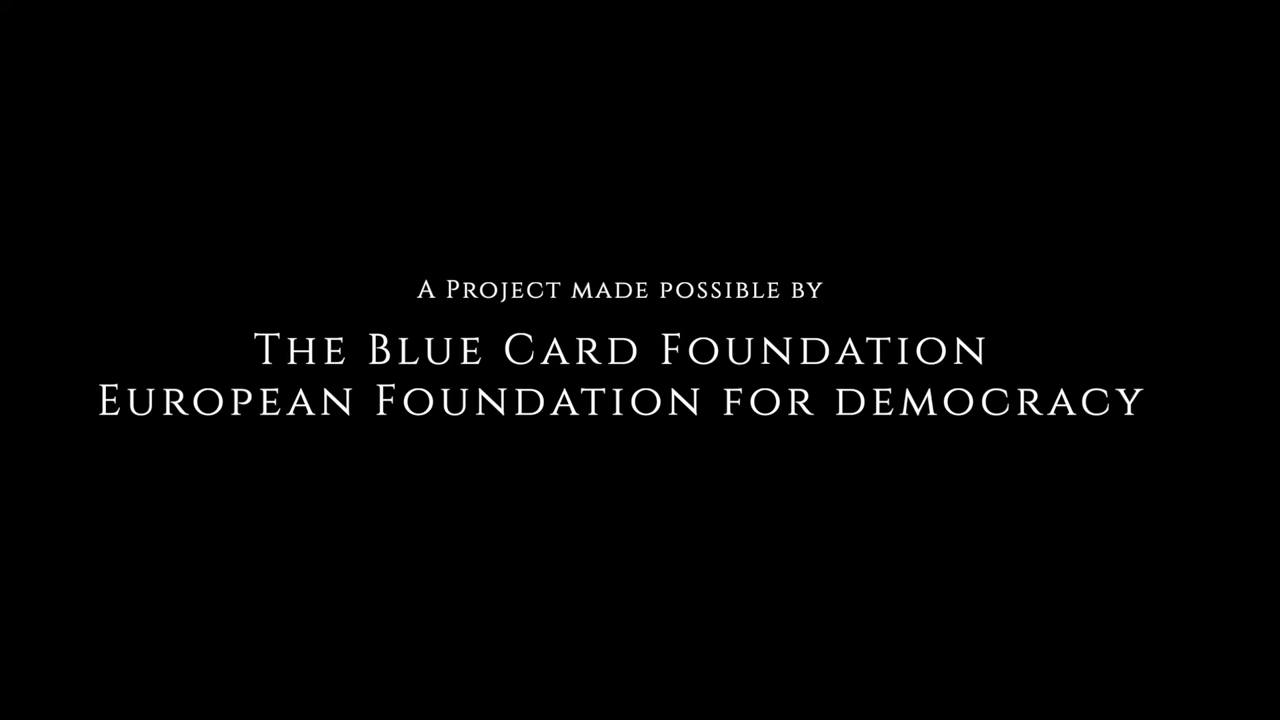 A Project made possible by
The Blue Card Foundation
European Foundation for democracy